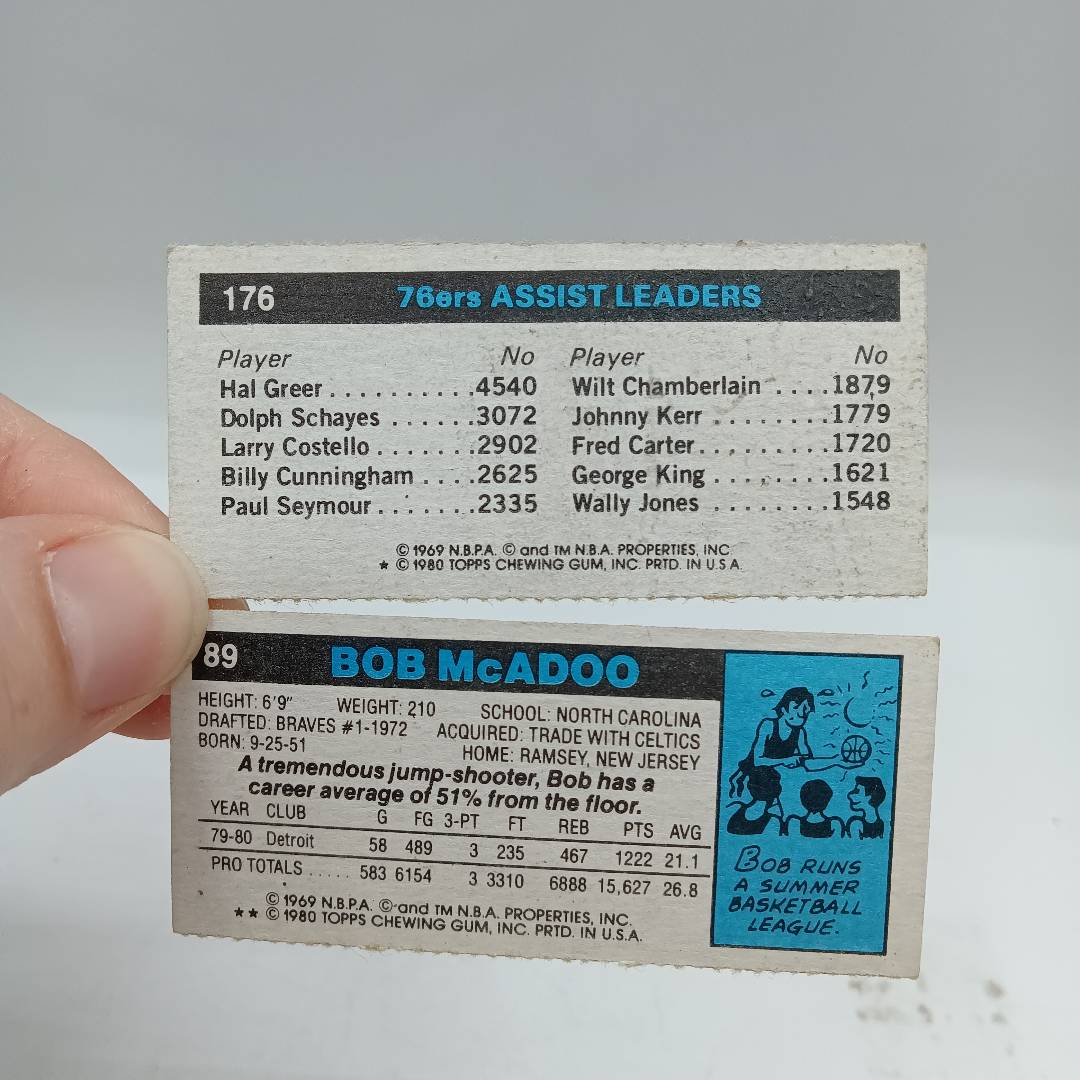 176 76ers ASSIST LEADERS
Player No Player No
Hal Greer..........4540 Wilt Chamberlain....1879
Dolph Schayes......3072 Johnny Kerr........1779
Larry Costello.......2902 Fred Carter.........1720
Billy Cunningham....2625 George King........1621
Paul Seymour.......2335 Wally Jones........1548
© 1969 N.B.P.A. © and TM N.B.A. PROPERTIES, INC.
★ © 1980 TOPPS CHEWING GUM, INC. PRTD. IN U.S.A.
89 BOB McADOO
HEIGHT: 6'9" WEIGHT: 210 SCHOOL: NORTH CAROLINA
DRAFTED: BRAVES #1-1972 ACQUIRED: TRADE WITH CELTICS
BORN: 9-25-51 HOME: RAMSEY, NEW JERSEY
A tremendous jump-shooter, Bob has a
career average of 51% from the floor.
YEAR CLUB G FG 3-PT FT REB PTS AVG
79-80 Detroit 58 489 3 235 467 1222 21.1
PRO TOTALS..... 583 6154 3 3310 6888 15,627 26.8
© 1969 N.B.P.A. © and TM N.B.A. PROPERTIES, INC.
★★ © 1980 TOPPS CHEWING GUM, INC. PRTD. IN U.S.A.
BOB RUNS
A SUMMER
BASKETBALL
LEAGUE.